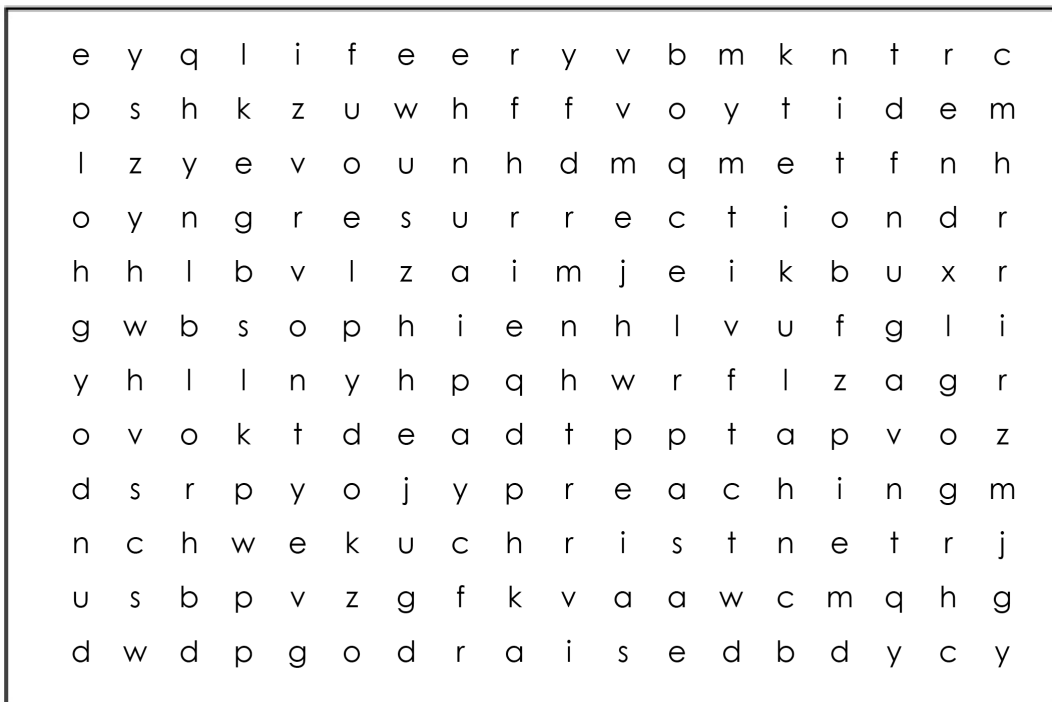 e y q l i f e e r y v b m k n t r c
p s h k z u w h f f v o y t i d e m
l z y e v o u n h d m q m e t f n h
o y n g r e s u r r e c t i o n d r
h h l b v l z a i m j e i k b u x r
g w b s o p h i e n h l v u f g l i
y h l l n y h p q h w r f l z a g r
o v o k t d e a d t p p t a p v o z
d s r p y o j y p r e a c h i n g m
n c h w e k u c h r i s t n e t r j
u s b p v z g f k v a a w c m q h g
d w d p g o d r a i s e d b d y c y